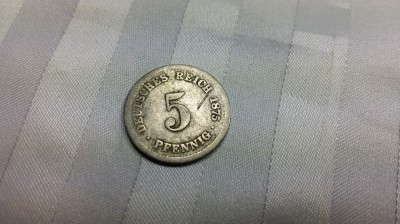 DEUTSCHES REICH 1875
5
· PFENNIG ·